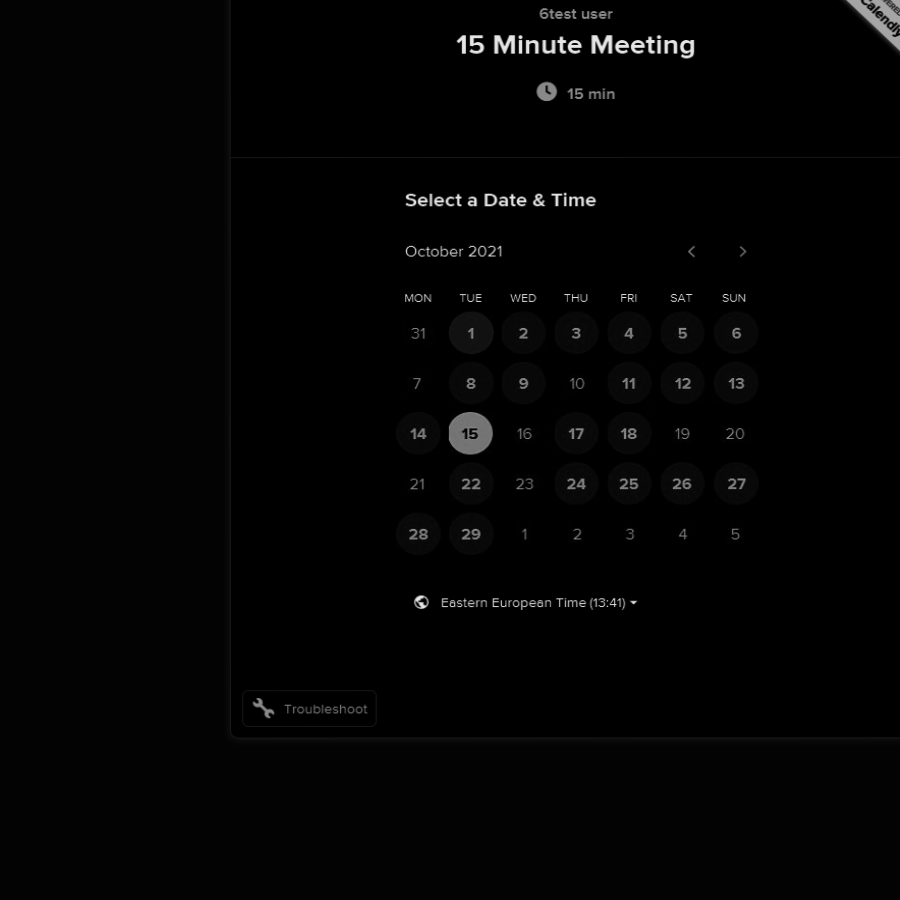 6test user
15 Minute Meeting
15 min
Calendly
Select a Date & Time
October 2021
MON TUE WED THU FRI SAT SUN
31 1 2 3 4 5 6
7 8 9 10 11 12 13
14 15 16 17 18 19 20
21 22 23 24 25 26 27
28 29 1 2 3 4 5
Eastern European Time (13:41)
Troubleshoot